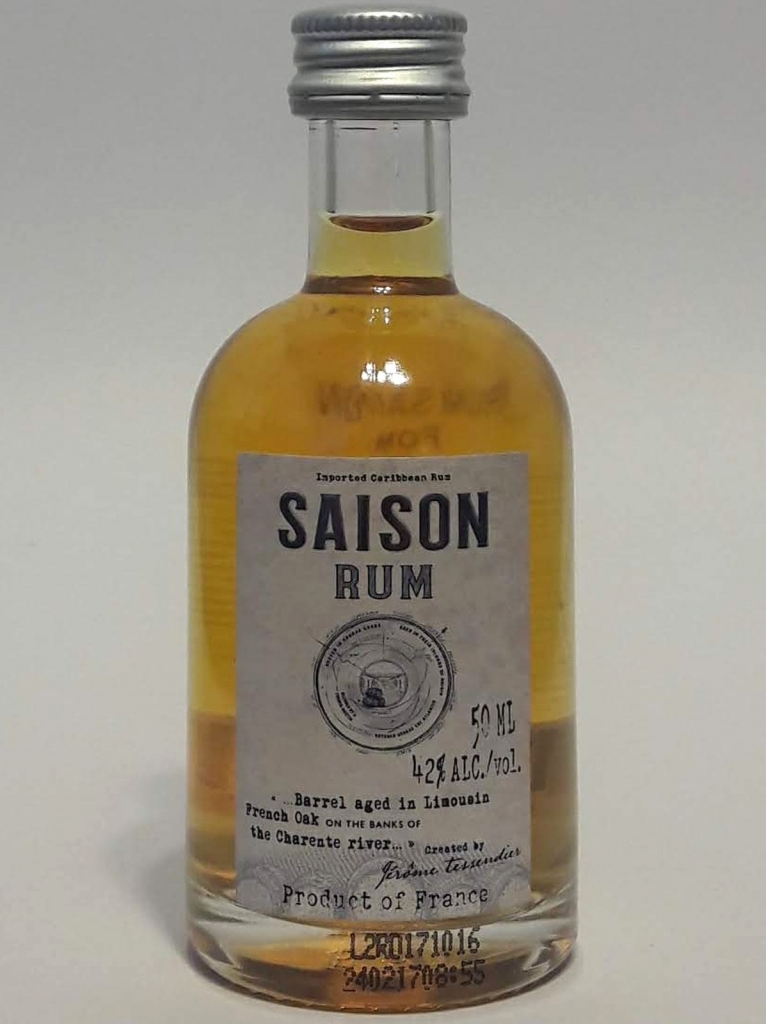 Imported Caribbean Rum
SAISON
RUM
50 ML
42% ALC./vol.
« ...Barrel aged in Limousin
French Oak ON THE BANKS OF
the Charente river... »
Created by
Jérôme Tessendier
Product of France
L2R0171016
24021708:55